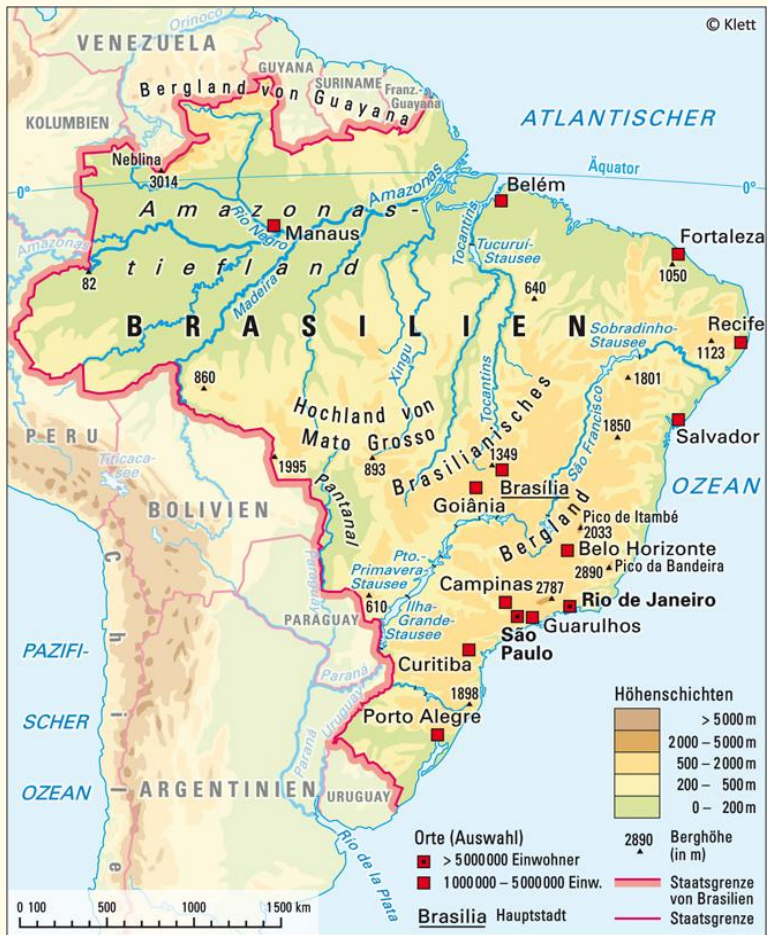 © Klett
Orinoco
VENEZUELA
GUYANA
SURINAME
Franz.-
Guayana
Bergland von Guayana
KOLUMBIEN
ATLANTISCHER
Neblina
3014
Äquator
0°
0°
Amazonas
Belém
Amazonas-
Rio Negro
Manaus
Tocantins
Tucuruí-
Stausee
Fortaleza
1050
Amazonas
82
tiefland
Madeira
640
BRASILIEN
Sobradinho-
Stausee
Recife
1123
860
Xingu
Tocantins
1801
Hochland von
Mato Grosso
São Francisco
1850
Salvador
PERU
Titicaca-
see
1995
893
Brasilianisches
1349
Brasília
OZEAN
BOLIVIEN
Pantanal
Goiânia
Bergland
Pico de Itambé
2033
Belo Horizonte
Pto.-
Primavera-
Stausee
2890
Pico da Bandeira
Campinas
2787
Paraguay
610
Ilha-
Grande-
Stausee
Rio de Janeiro
PARAGUAY
São
Paulo
Guarulhos
Chile
PAZIFI-
SCHER
OZEAN
Paraná
Curitiba
1898
Uruguay
Porto Alegre
Paraná
ARGENTINIEN
URUGUAY
Río de la Plata
Höhenschichten
> 5000 m
2000 – 5000 m
500 – 2000 m
200 – 500 m
0 – 200 m
Orte (Auswahl)
> 5 000 000 Einwohner
1 000 000 – 5 000 000 Einw.
Brasilia Hauptstadt
2890 Berghöhe
(in m)
Staatsgrenze
von Brasilien
Staatsgrenze
0 100 500 1000 1 500 km